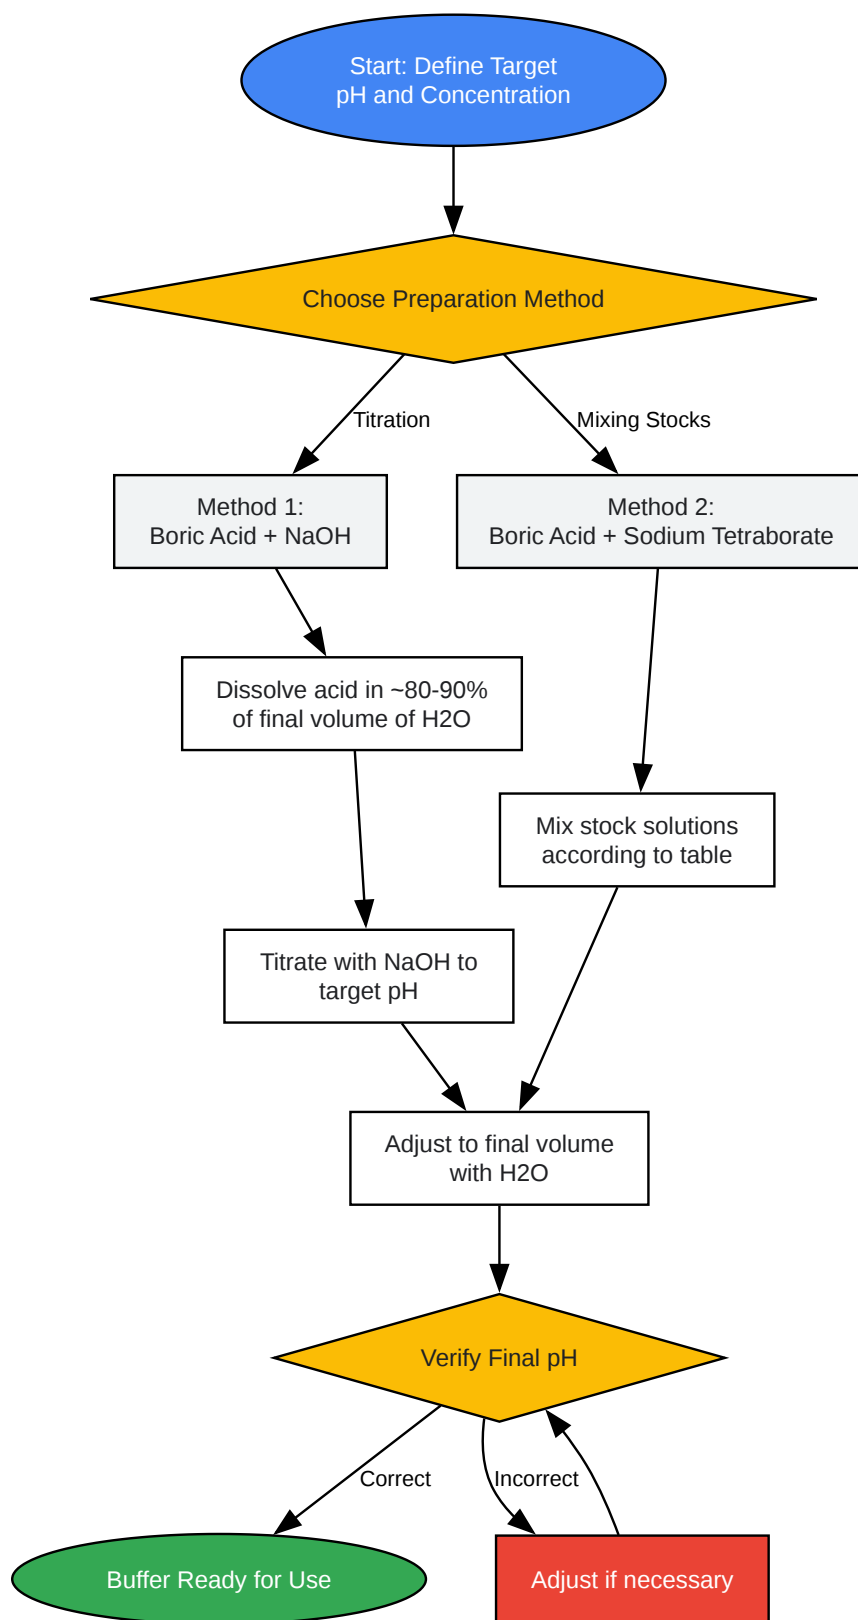 Start: Define Target
pH and Concentration
Choose Preparation Method
Titration
Mixing Stocks
Method 1:
Boric Acid + NaOH
Method 2:
Boric Acid + Sodium Tetraborate
Dissolve acid in ~80-90%
of final volume of H2O
Mix stock solutions
according to table
Titrate with NaOH to
target pH
Adjust to final volume
with H2O
Verify Final pH
Correct
Incorrect
Buffer Ready for Use
Adjust if necessary